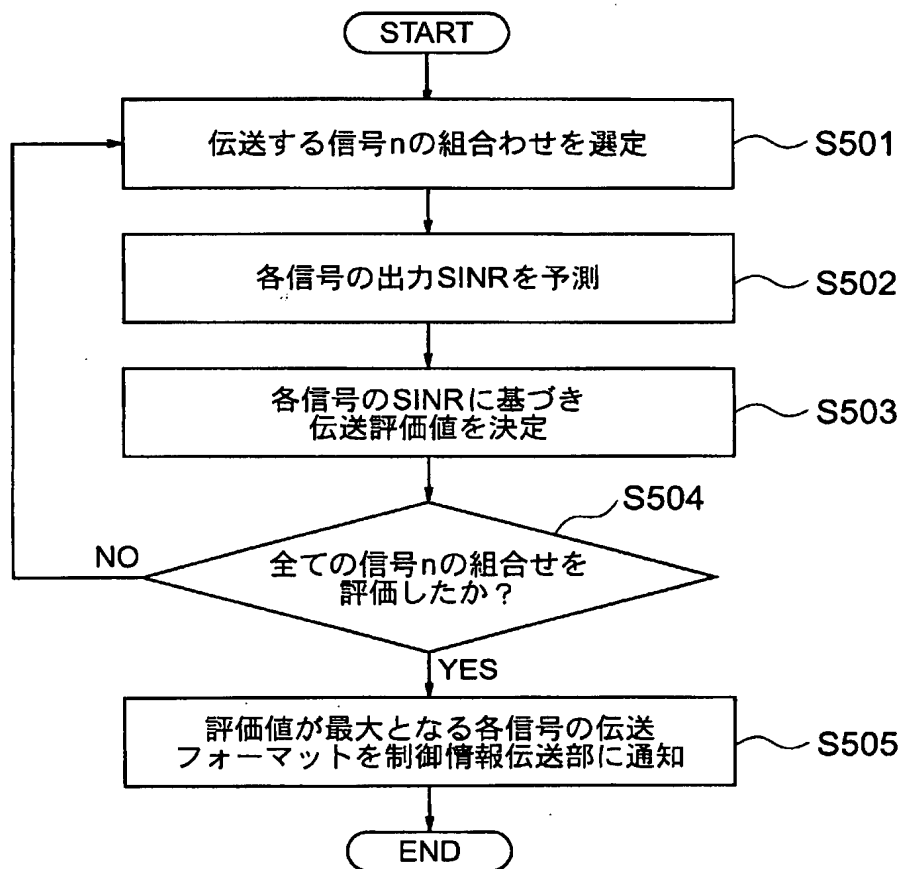 START
伝送する信号nの組合わせを選定
S501
各信号の出力SINRを予測
S502
各信号のSINRに基づき
伝送評価値を決定
S503
S504
全ての信号nの組合せを
評価したか？
NO
YES
評価値が最大となる各信号の伝送
フォーマットを制御情報伝送部に通知
S505
END